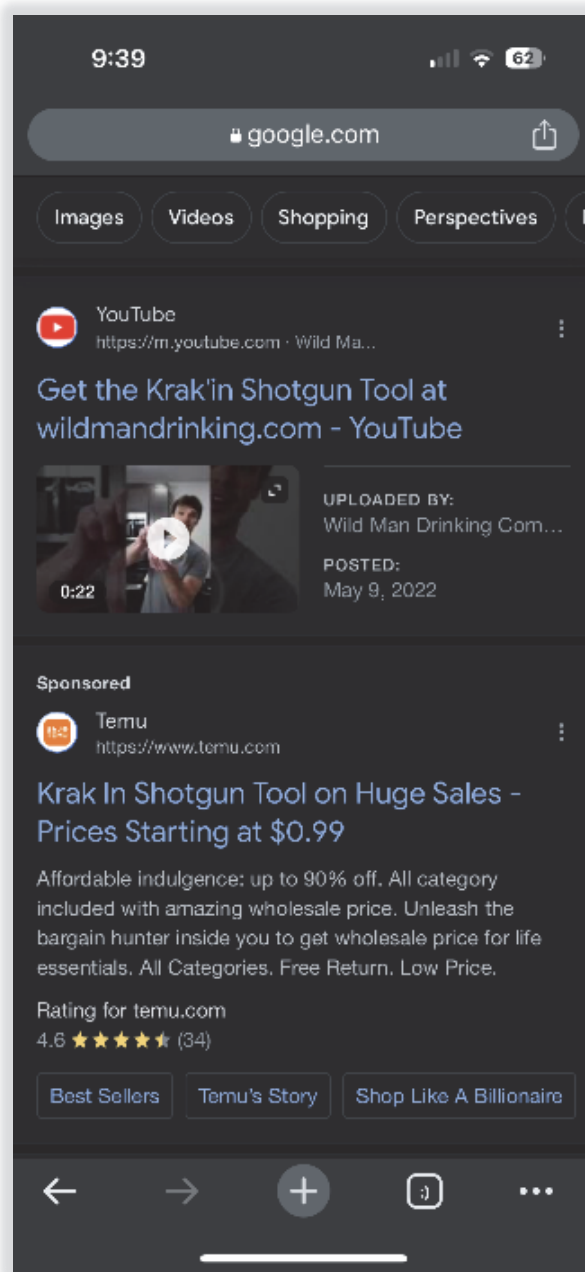 9:39
62
google.com
Images
Videos
Shopping
Perspectives
YouTube
https://m.youtube.com · Wild Ma...
Get the Krak'in Shotgun Tool at
wildmandrinking.com - YouTube
0:22
UPLOADED BY:
Wild Man Drinking Com...
POSTED:
May 9, 2022
Sponsored
Temu
https://www.temu.com
Krak In Shotgun Tool on Huge Sales -
Prices Starting at $0.99
Affordable indulgence: up to 90% off. All category
included with amazing wholesale price. Unleash the
bargain hunter inside you to get wholesale price for life
essentials. All Categories. Free Return. Low Price.
Rating for temu.com
4.6 ★★★★★ (34)
Best Sellers
Temu's Story
Shop Like A Billionaire
:)